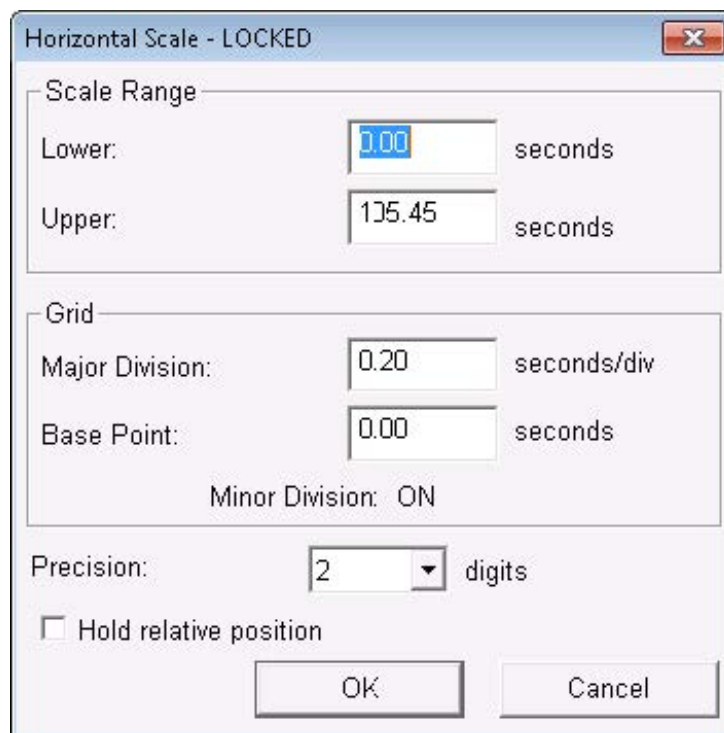 Horizontal Scale - LOCKED
Scale Range
Lower: 0.00 seconds
Upper: 105.45 seconds
Grid
Major Division: 0.20 seconds/div
Base Point: 0.00 seconds
Minor Division: ON
Precision: 2 digits
Hold relative position
OK Cancel